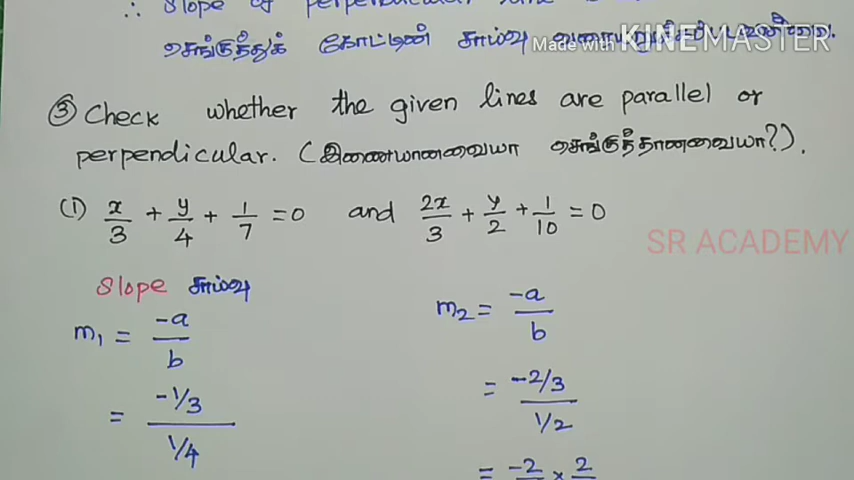 ∴ Slope of perpendicular
செங்குத்துக் கோட்டின் சாய்வு
Made with KINEMASTER
③ Check whether the given lines are parallel or
perpendicular. (இணையானவையா செங்குத்தானவையா?).
(1) x/3 + y/4 + 1/7 = 0 and 2x/3 + y/2 + 1/10 = 0
SR ACADEMY
Slope சாய்வு
m₁ = -a/b
= -1/3 / 1/4
m₂ = -a/b
= -2/3 / 1/2
= -2 × 2